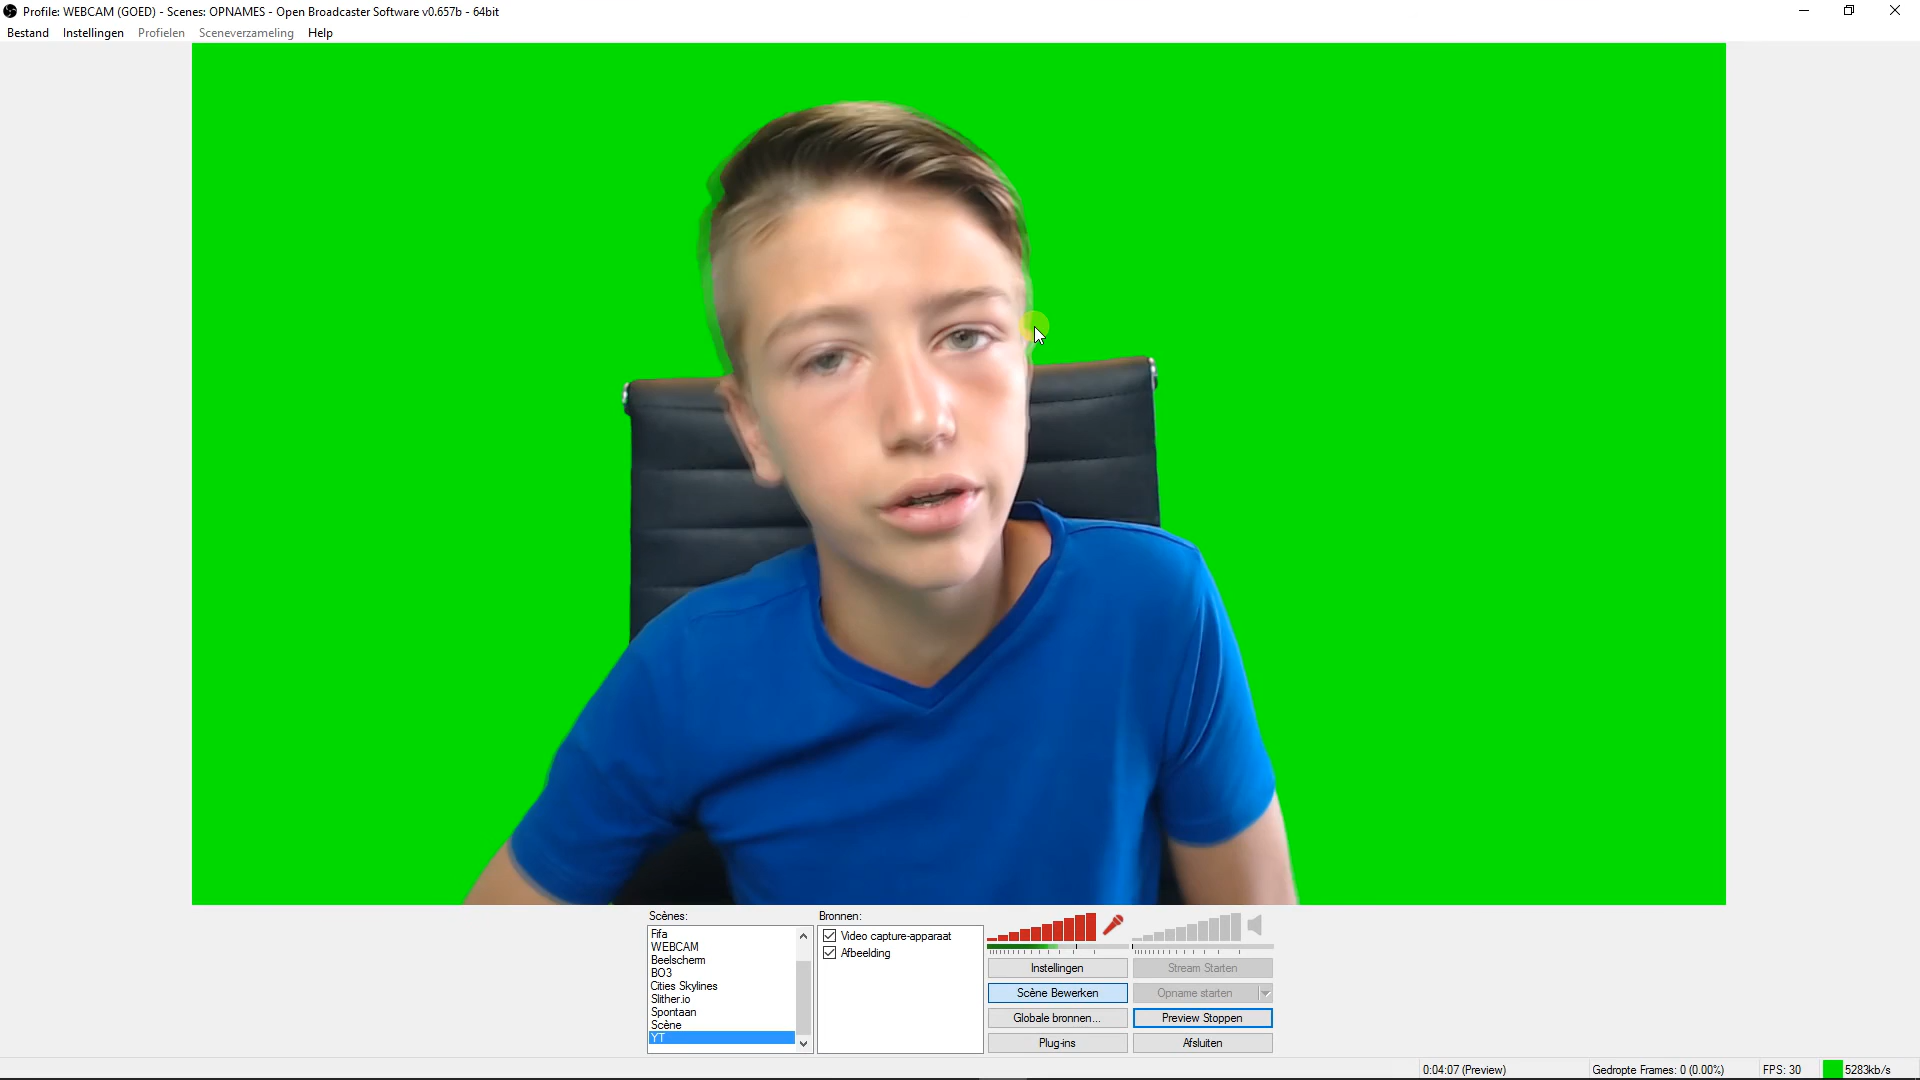 Profile: WEBCAM (GOED) - Scenes: OPNAMES - Open Broadcaster Software v0.657b - 64bit
Bestand Instellingen Profielen Sceneverzameling Help
Scènes:
Fifa
WEBCAM
Beelscherm
BO3
Cities Skylines
Slither.io
Spontaan
Scène
YT
Bronnen:
Video capture-apparaat
Afbeelding
Instellingen
Stream Starten
Scène Bewerken
Opname starten
Globale bronnen...
Preview Stoppen
Plug-ins
Afsluiten
0:04:07 (Preview)
Gedropte Frames: 0 (0.00%)
FPS: 30
5283kb/s